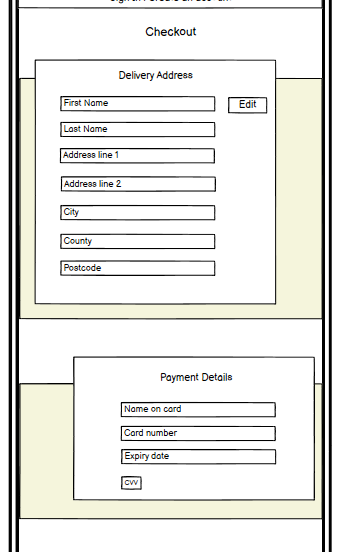 Checkout
Delivery Address
First Name
Edit
Last Name
Address line 1
Address line 2
City
County
Postcode
Payment Details
Name on card
Card number
Expiry date
CVV